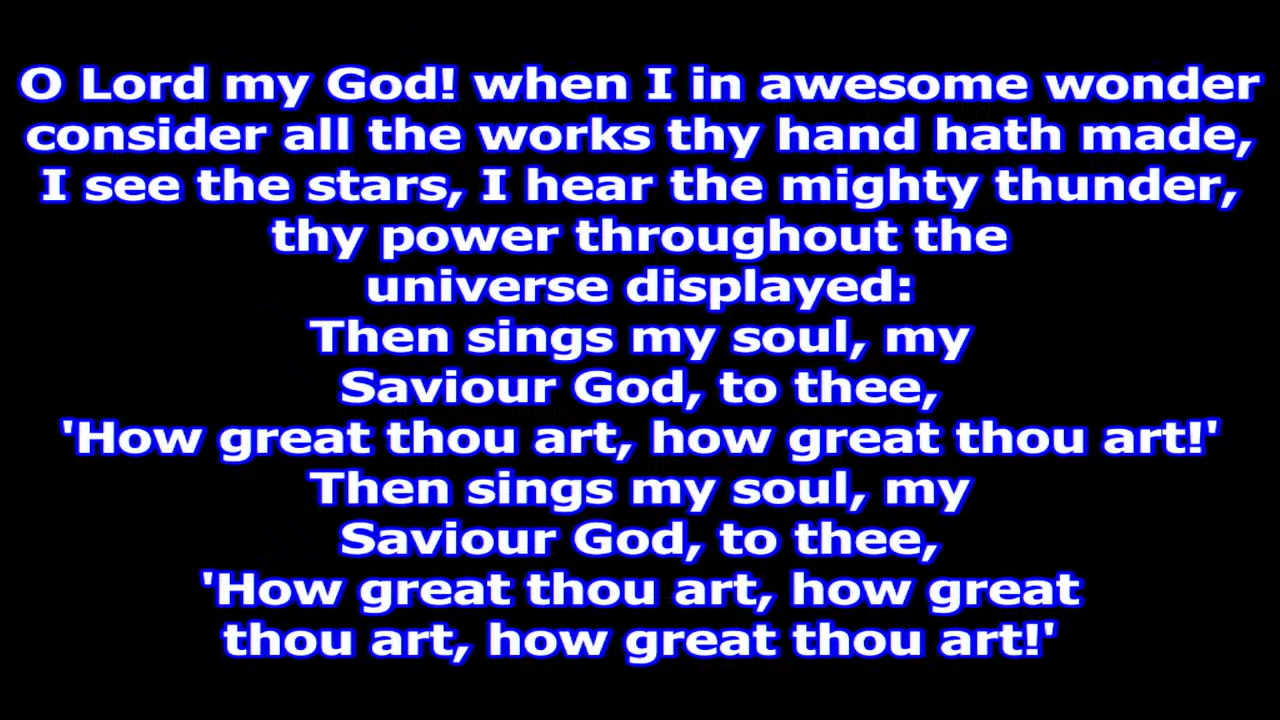 O Lord my God! when I in awesome wonder
consider all the works thy hand hath made,
I see the stars, I hear the mighty thunder,
thy power throughout the
universe displayed:
Then sings my soul, my
Saviour God, to thee,
'How great thou art, how great thou art!'
Then sings my soul, my
Saviour God, to thee,
'How great thou art, how great
thou art, how great thou art!'